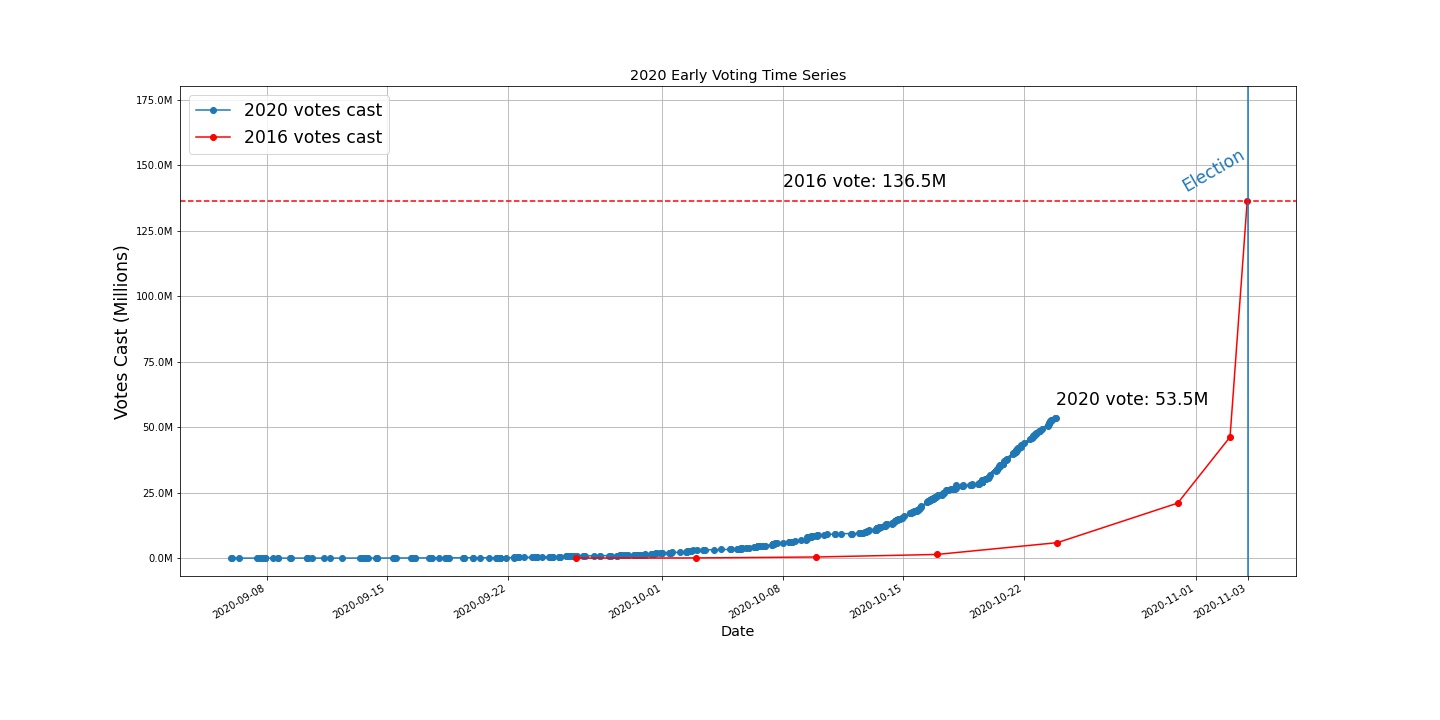 2020 Early Voting Time Series
175.0M
150.0M
125.0M
100.0M
75.0M
50.0M
25.0M
0.0M
Votes Cast (Millions)
2020 votes cast
2016 votes cast
2016 vote: 136.5M
Election
2020 vote: 53.5M
2020-09-08
2020-09-15
2020-09-22
2020-10-01
2020-10-08
2020-10-15
2020-10-22
2020-11-01
2020-11-03
Date